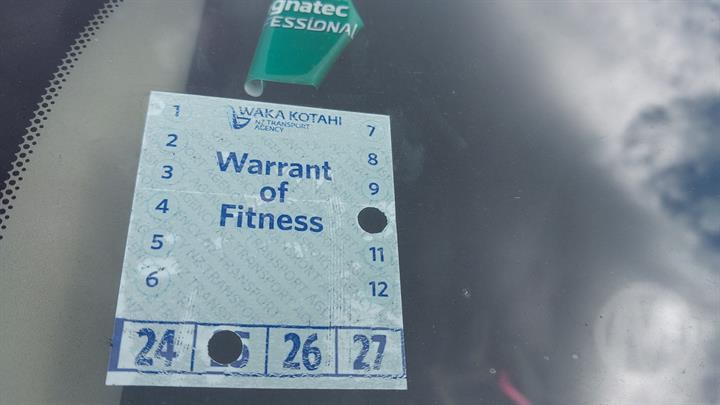 gnatec
ESSIONAL
WAKA KOTAHI
NZ TRANSPORT
AGENCY
Warrant
of
Fitness
1
2
3
4
5
6
7
8
9
11
12
24
26
27